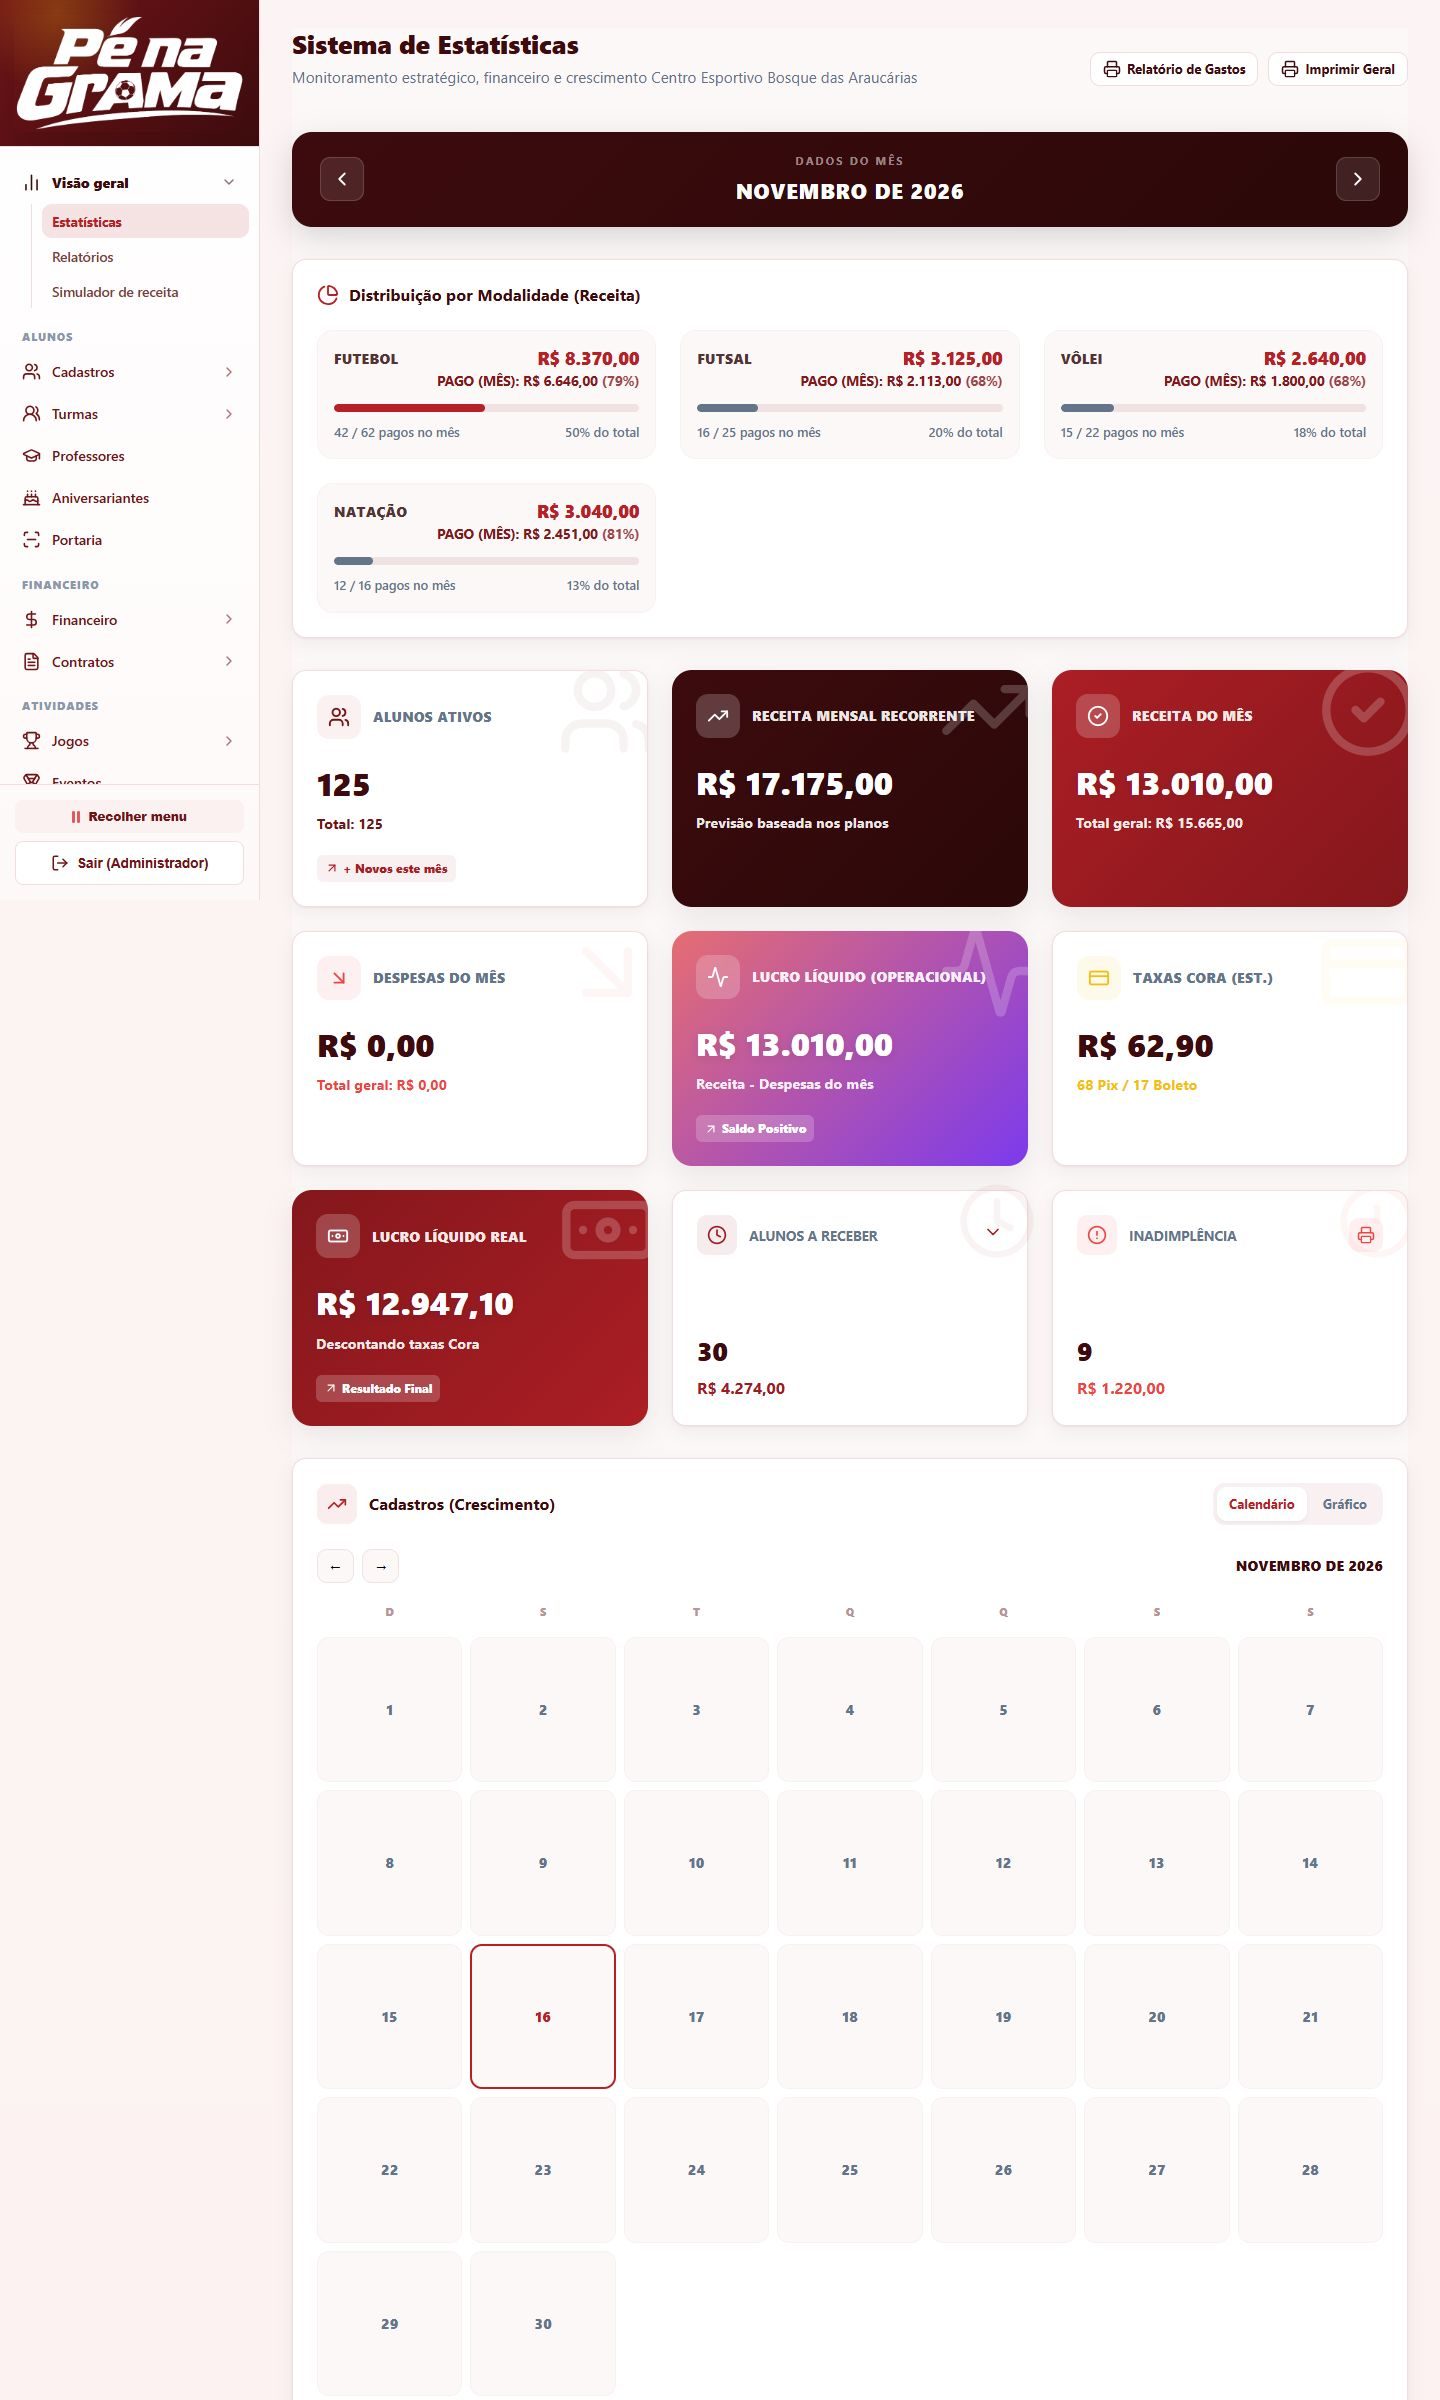 Pé na
GRAMA
Visão geral
Estatísticas
Relatórios
Simulador de receita
ALUNOS
Cadastros
Turmas
Professores
Aniversariantes
Portaria
FINANCEIRO
Financeiro
Contratos
ATIVIDADES
Jogos
Eventos
Recolher menu
Sair (Administrador)
Sistema de Estatísticas
Monitoramento estratégico, financeiro e crescimento Centro Esportivo Bosque das Araucárias
Relatório de Gastos
Imprimir Geral
DADOS DO MÊS
NOVEMBRO DE 2026
Distribuição por Modalidade (Receita)
FUTEBOL R$ 8.370,00
PAGO (MÊS): R$ 6.646,00 (79%)
42 / 62 pagos no mês 50% do total
FUTSAL R$ 3.125,00
PAGO (MÊS): R$ 2.113,00 (68%)
16 / 25 pagos no mês 20% do total
VÔLEI R$ 2.640,00
PAGO (MÊS): R$ 1.800,00 (68%)
15 / 22 pagos no mês 18% do total
NATAÇÃO R$ 3.040,00
PAGO (MÊS): R$ 2.451,00 (81%)
12 / 16 pagos no mês 13% do total
ALUNOS ATIVOS
125
Total: 125
+ Novos este mês
RECEITA MENSAL RECORRENTE
R$ 17.175,00
Previsão baseada nos planos
RECEITA DO MÊS
R$ 13.010,00
Total geral: R$ 15.665,00
DESPESAS DO MÊS
R$ 0,00
Total geral: R$ 0,00
LUCRO LÍQUIDO (OPERACIONAL)
R$ 13.010,00
Receita - Despesas do mês
Saldo Positivo
TAXAS CORA (EST.)
R$ 62,90
68 Pix / 17 Boleto
LUCRO LÍQUIDO REAL
R$ 12.947,10
Descontando taxas Cora
Resultado Final
ALUNOS A RECEBER
30
R$ 4.274,00
INADIMPLÊNCIA
9
R$ 1.220,00
Cadastros (Crescimento)
Calendário Gráfico
← → NOVEMBRO DE 2026
D S T Q Q S S
1 2 3 4 5 6 7
8 9 10 11 12 13 14
15 16 17 18 19 20 21
22 23 24 25 26 27 28
29 30